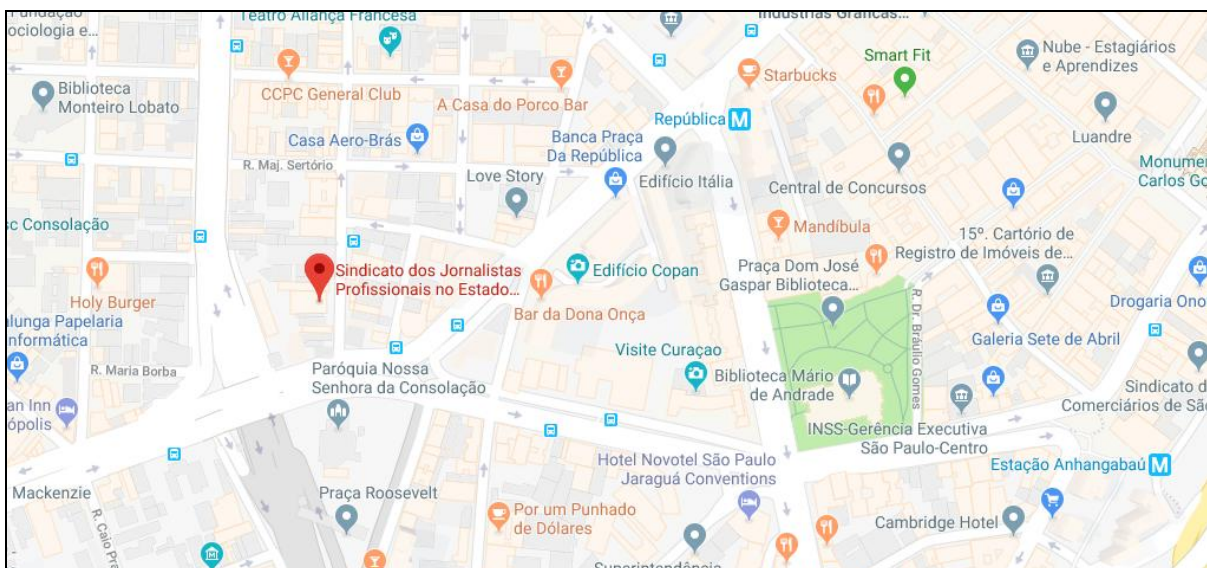 Fundação
ociologia e...
Teatro Aliança Francesa
Indústrias Gráficas...
Smart Fit
Nube - Estagiários
e Aprendizes
Biblioteca
Monteiro Lobato
CCPC General Club
A Casa do Porco Bar
Starbucks
República
M
Luandre
Casa Aero-Brás
Banca Praça
Da República
R. Maj. Sertório
Love Story
Edifício Itália
Central de Concursos
Monumen
Carlos Go
sc Consolação
Mandíbula
15º. Cartório de
Registro de Imóveis de...
Sindicato dos Jornalistas
Profissionais no Estado...
Edifício Copan
Praça Dom José
Gaspar Biblioteca...
Holy Burger
Bar da Dona Onça
R. Dr. Bráulio Gomes
Drogaria Ono
alunga Papelaria
nformática
Galeria Sete de Abril
R. Maria Borba
Paróquia Nossa
Senhora da Consolação
Visite Curaçao
Biblioteca Mário
de Andrade
Sindicato d
Comerciários de Sã
an Inn
ópolis
INSS-Gerência Executiva
São Paulo-Centro
Hotel Novotel São Paulo
Jaraguá Conventions
Estação Anhangabaú
M
Mackenzie
Praça Roosevelt
Por um Punhado
de Dólares
Cambridge Hotel
R. Caio Pra
Superintendência